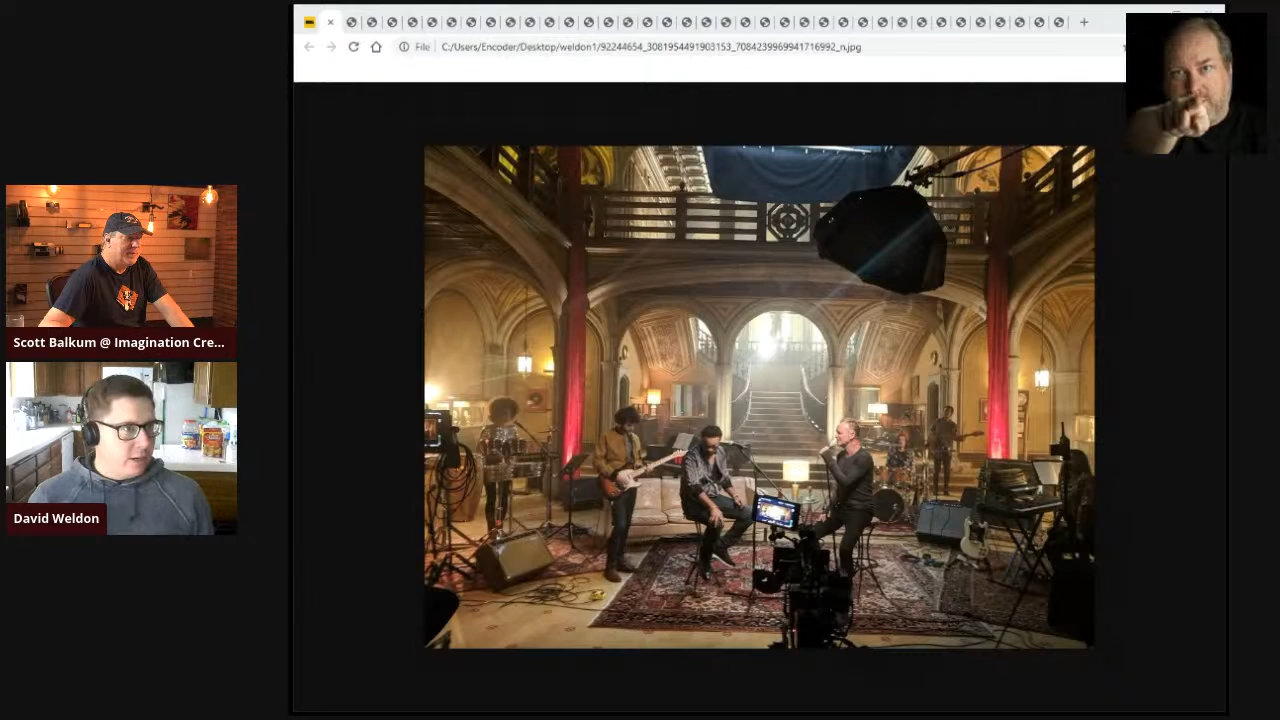 File
C:/Users/Encoder/Desktop/weldon1/92244654_3081954491903153_7084239969941716992_n.jpg
Scott Balkum @ Imagination Cre...
David Weldon